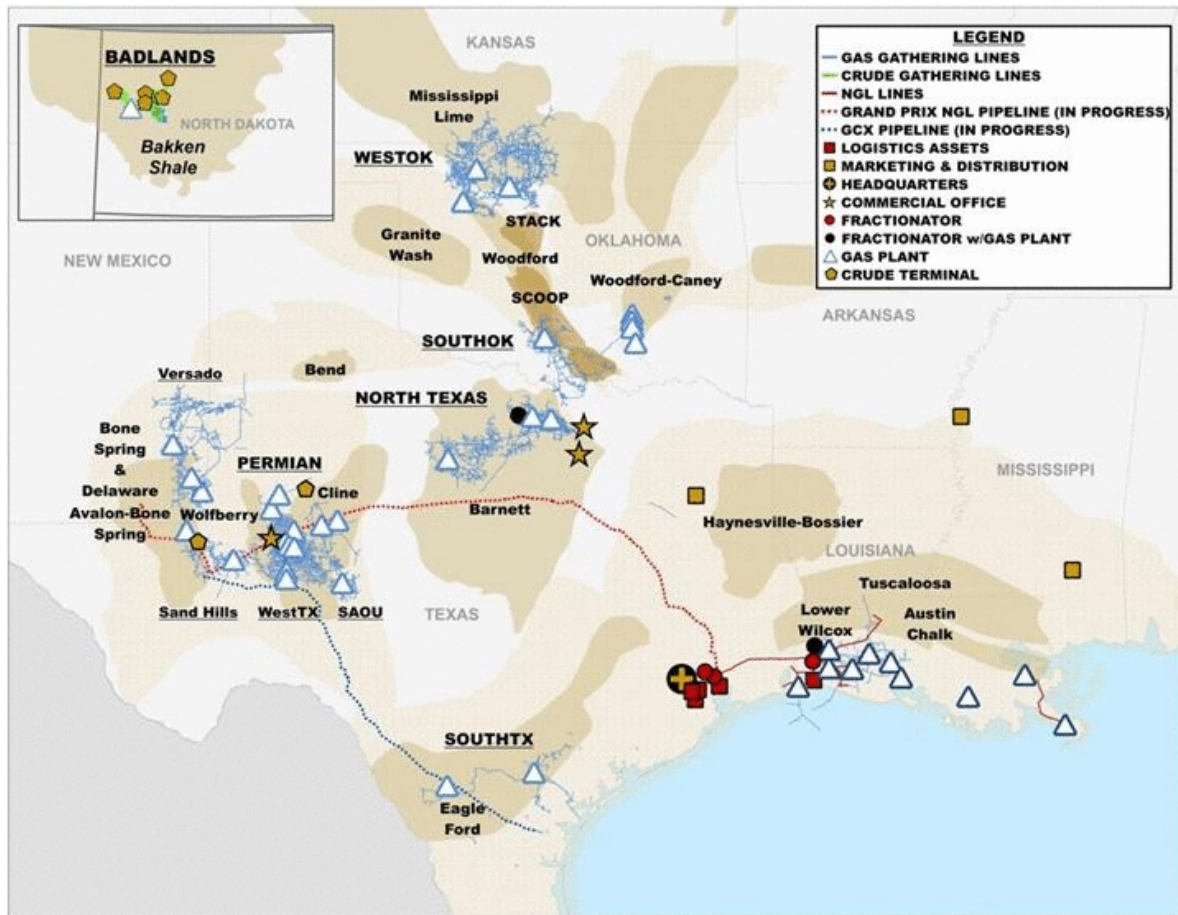 BADLANDS
NORTH DAKOTA
Bakken
Shale
KANSAS
Mississippi
Lime
WESTOK
STACK
Granite
Wash
Woodford
OKLAHOMA
Woodford-Caney
SCOOP
NEW MEXICO
ARKANSAS
SOUTHOK
Versado
Bend
NORTH TEXAS
Bone
Spring
&
Delaware
Avalon-Bone
Spring
PERMIAN
Wolfberry
Cline
Barnett
MISSISSIPPI
Haynesville-Bossier
LOUISIANA
Tuscaloosa
Sand Hills
WestTX
SAOU
TEXAS
Lower
Wilcox
Austin
Chalk
SOUTHTX
Eagle
Ford
LEGEND
GAS GATHERING LINES
CRUDE GATHERING LINES
NGL LINES
GRAND PRIX NGL PIPELINE (IN PROGRESS)
GCX PIPELINE (IN PROGRESS)
LOGISTICS ASSETS
MARKETING & DISTRIBUTION
HEADQUARTERS
COMMERCIAL OFFICE
FRACTIONATOR
FRACTIONATOR w/GAS PLANT
GAS PLANT
CRUDE TERMINAL